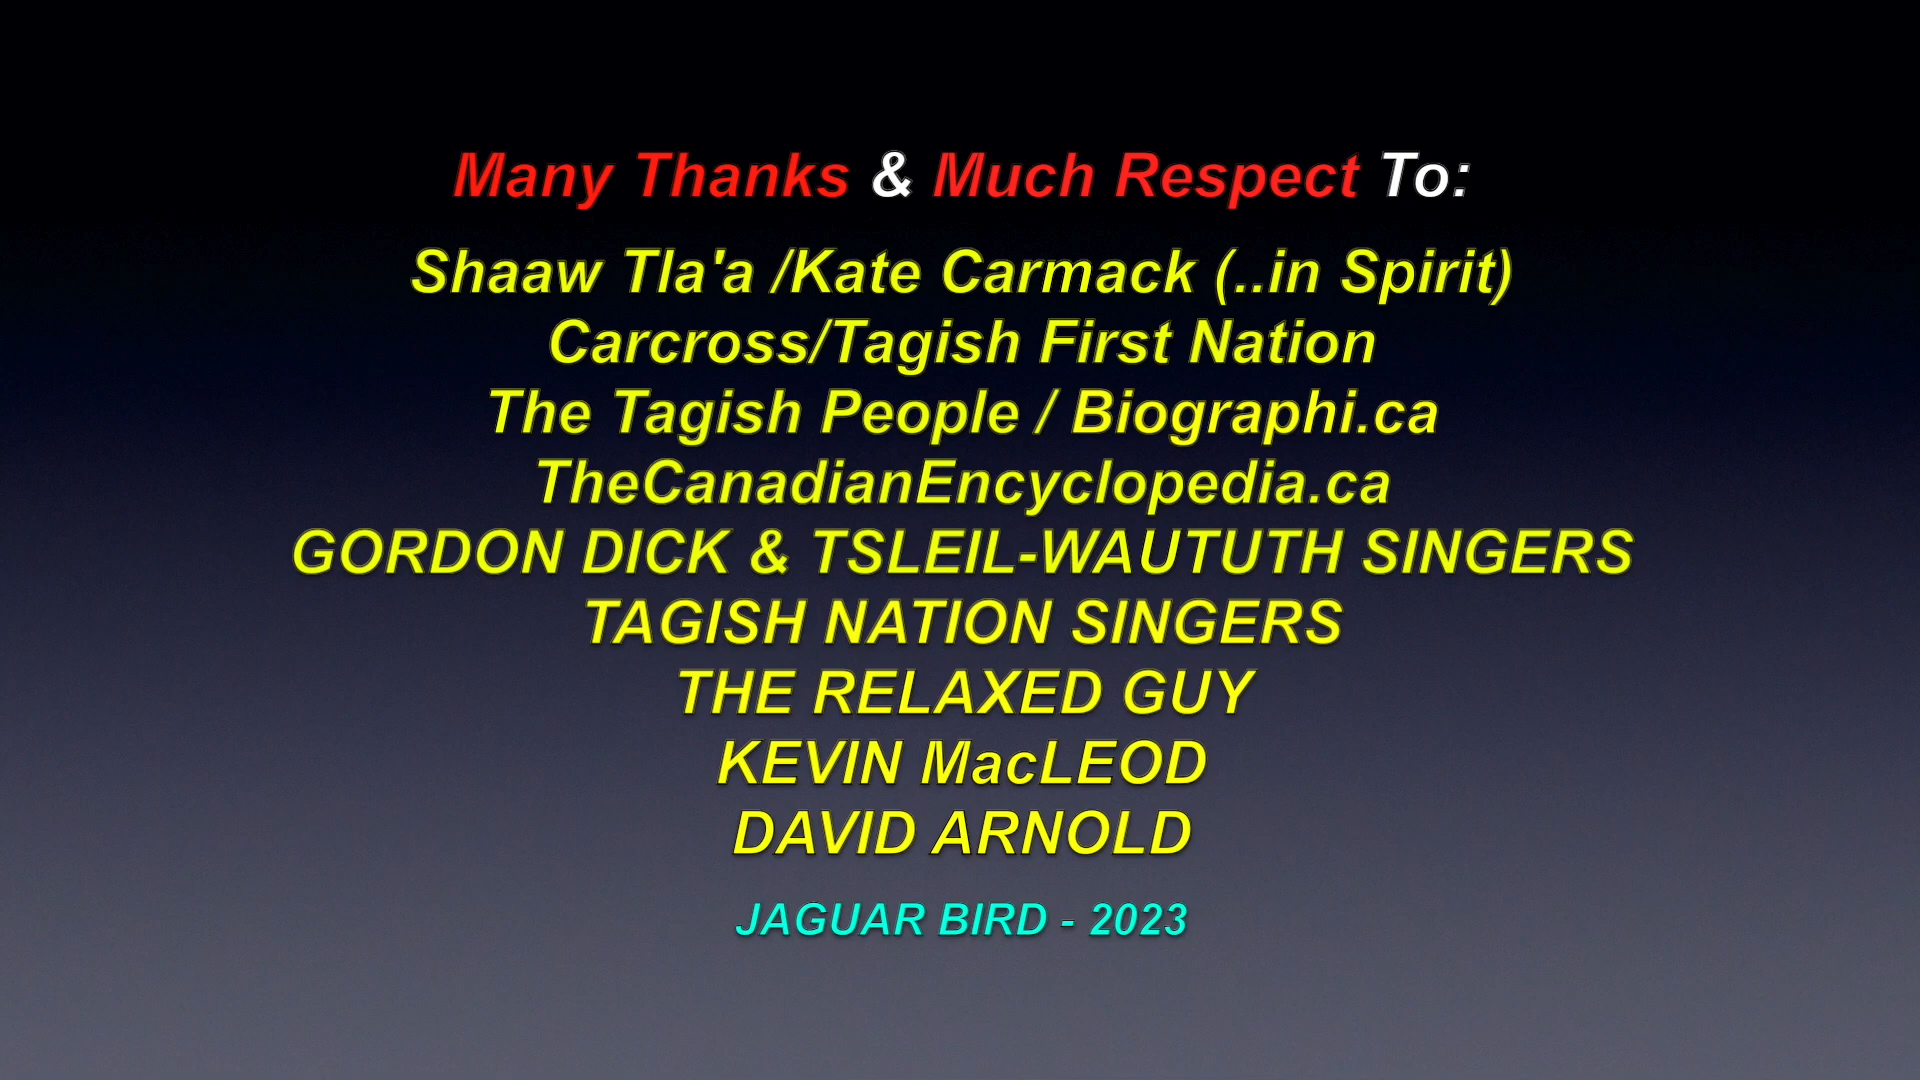 Many Thanks & Much Respect To:
Shaaw Tla'a /Kate Carmack (..in Spirit)
Carcross/Tagish First Nation
The Tagish People / Biographi.ca
TheCanadianEncyclopedia.ca
GORDON DICK & TSLEIL-WAUTUTH SINGERS
TAGISH NATION SINGERS
THE RELAXED GUY
KEVIN MacLEOD
DAVID ARNOLD
JAGUAR BIRD - 2023